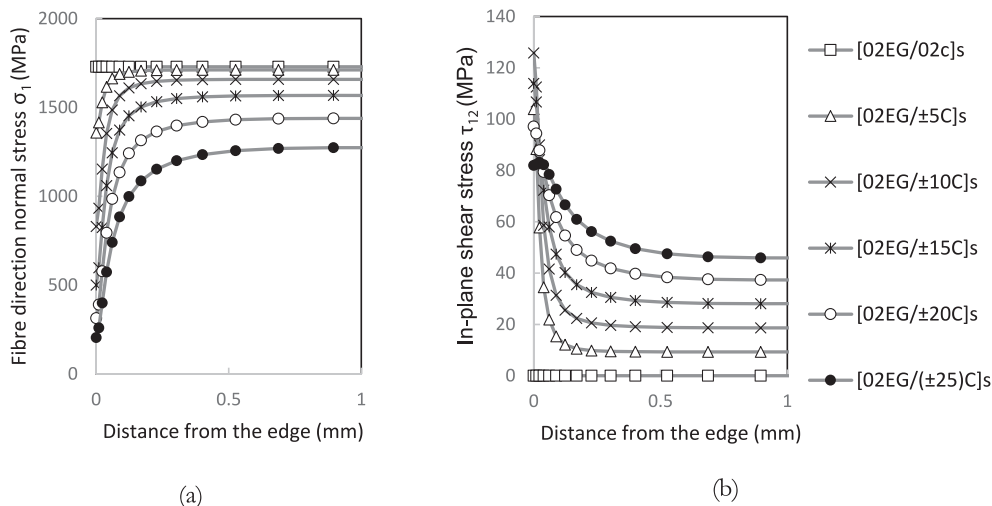 2000
1500
1000
500
0
Fibre direction normal stress σ1 (MPa)
0
0.5
1
Distance from the edge (mm)
(a)
140
120
100
80
60
40
20
0
In-plane shear stress τ12 (MPa)
0
0.5
1
Distance from the edge (mm)
(b)
[02EG/02c]s
[02EG/±5C]s
[02EG/±10C]s
[02EG/±15C]s
[02EG/±20C]s
[02EG/(±25)C]s